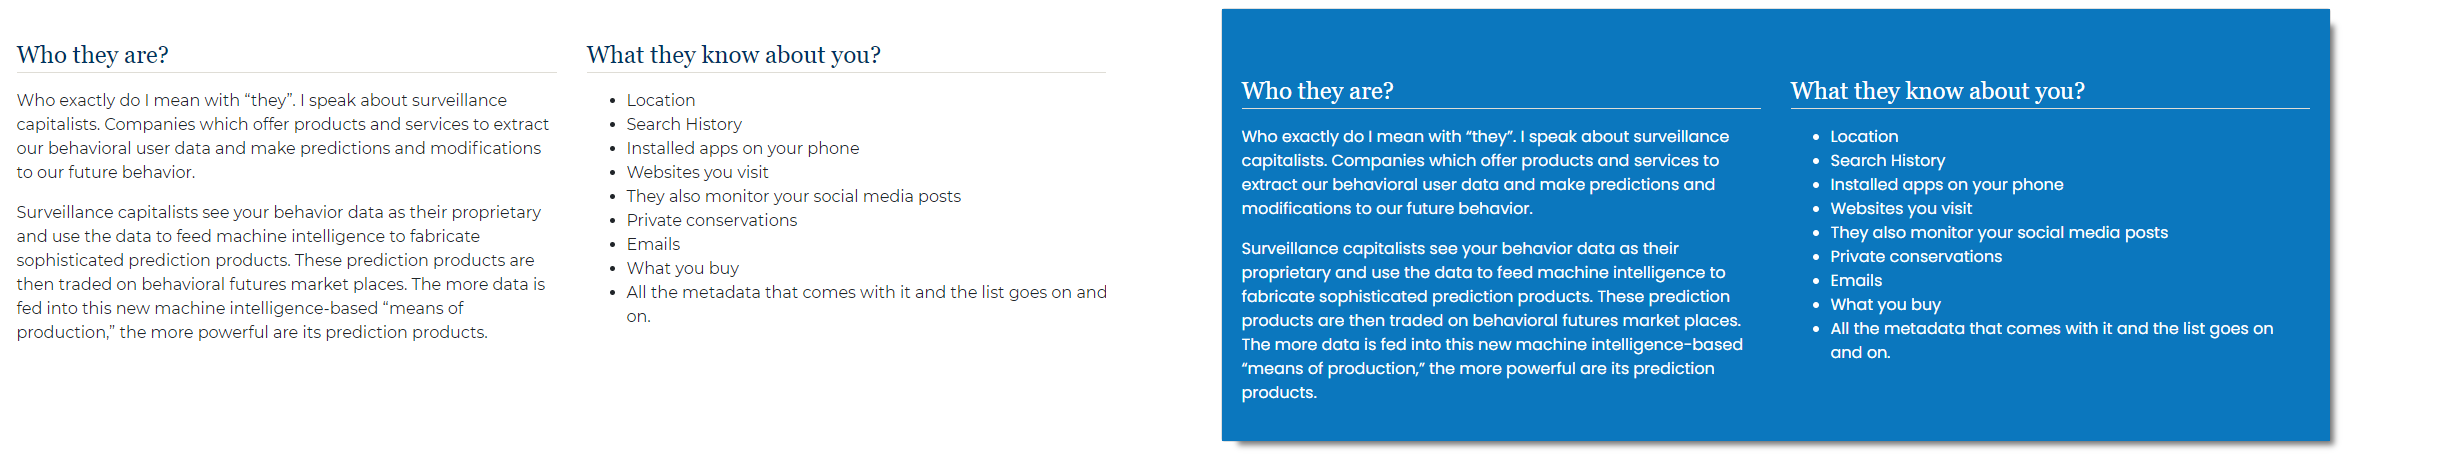 Who they are?
Who exactly do I mean with “they”. I speak about surveillance
capitalists. Companies which offer products and services to extract
our behavioral user data and make predictions and modifications
to our future behavior.
Surveillance capitalists see your behavior data as their proprietary
and use the data to feed machine intelligence to fabricate
sophisticated prediction products. These prediction products are
then traded on behavioral futures market places. The more data is
fed into this new machine intelligence-based “means of
production,” the more powerful are its prediction products.
What they know about you?
• Location
• Search History
• Installed apps on your phone
• Websites you visit
• They also monitor your social media posts
• Private conservations
• Emails
• What you buy
• All the metadata that comes with it and the list goes on and
on.
Who they are?
Who exactly do I mean with “they”. I speak about surveillance
capitalists. Companies which offer products and services to
extract our behavioral user data and make predictions and
modifications to our future behavior.
Surveillance capitalists see your behavior data as their
proprietary and use the data to feed machine intelligence to
fabricate sophisticated prediction products. These prediction
products are then traded on behavioral futures market places.
The more data is fed into this new machine intelligence-based
“means of production,” the more powerful are its prediction
products.
What they know about you?
• Location
• Search History
• Installed apps on your phone
• Websites you visit
• They also monitor your social media posts
• Private conservations
• Emails
• What you buy
• All the metadata that comes with it and the list goes on
and on.